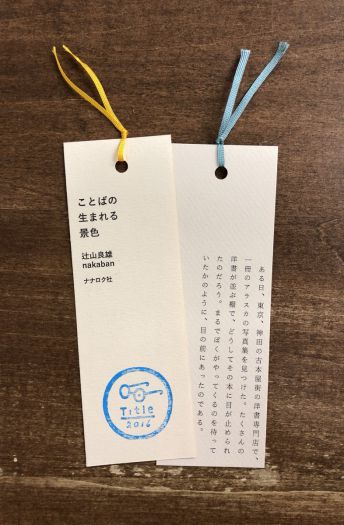 ことばの
生まれる
景色
辻山良雄
nakaban
ナナロク社
Title
2016
ある日、東京、神田の古本屋街の洋書専門店で、
一冊のアラスカの写真集を見つけた。たくさんの
洋書が並ぶ棚で、どうしてその本に目が止められ
たのだろう。まるでぼくがやってくるのを待って
いたかのように、目の前にあったのである。